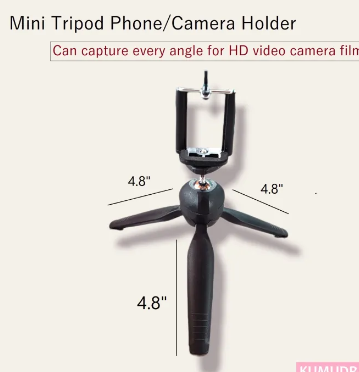 Mini Tripod Phone/Camera Holder
Can capture every angle for HD video camera film
4.8"
4.8"
4.8"
KUMUDR